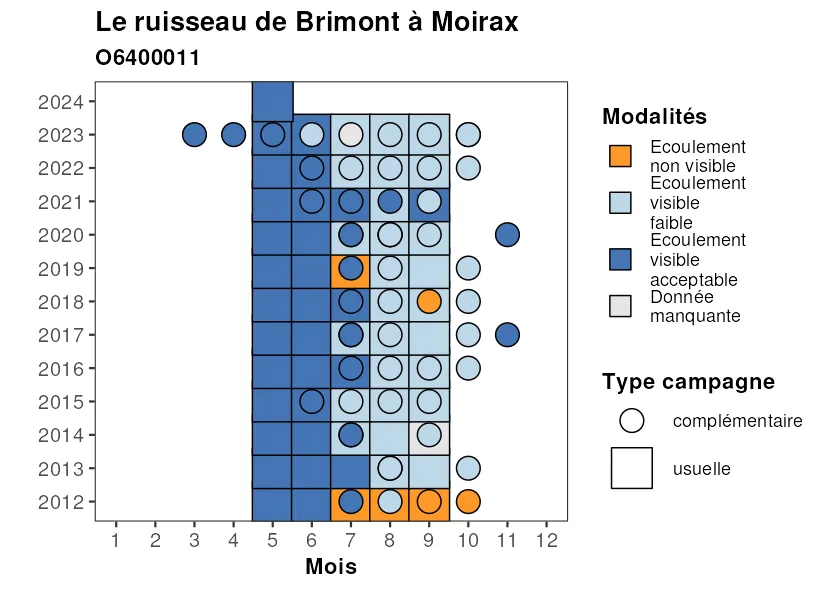 Le ruisseau de Brimont à Moirax
O6400011
2024
2023
2022
2021
2020
2019
2018
2017
2016
2015
2014
2013
2012
1 2 3 4 5 6 7 8 9 10 11 12
Mois
Modalités
Ecoulement
non visible
Ecoulement
visible
faible
Ecoulement
visible
acceptable
Donnée
manquante
Type campagne
complémentaire
usuelle